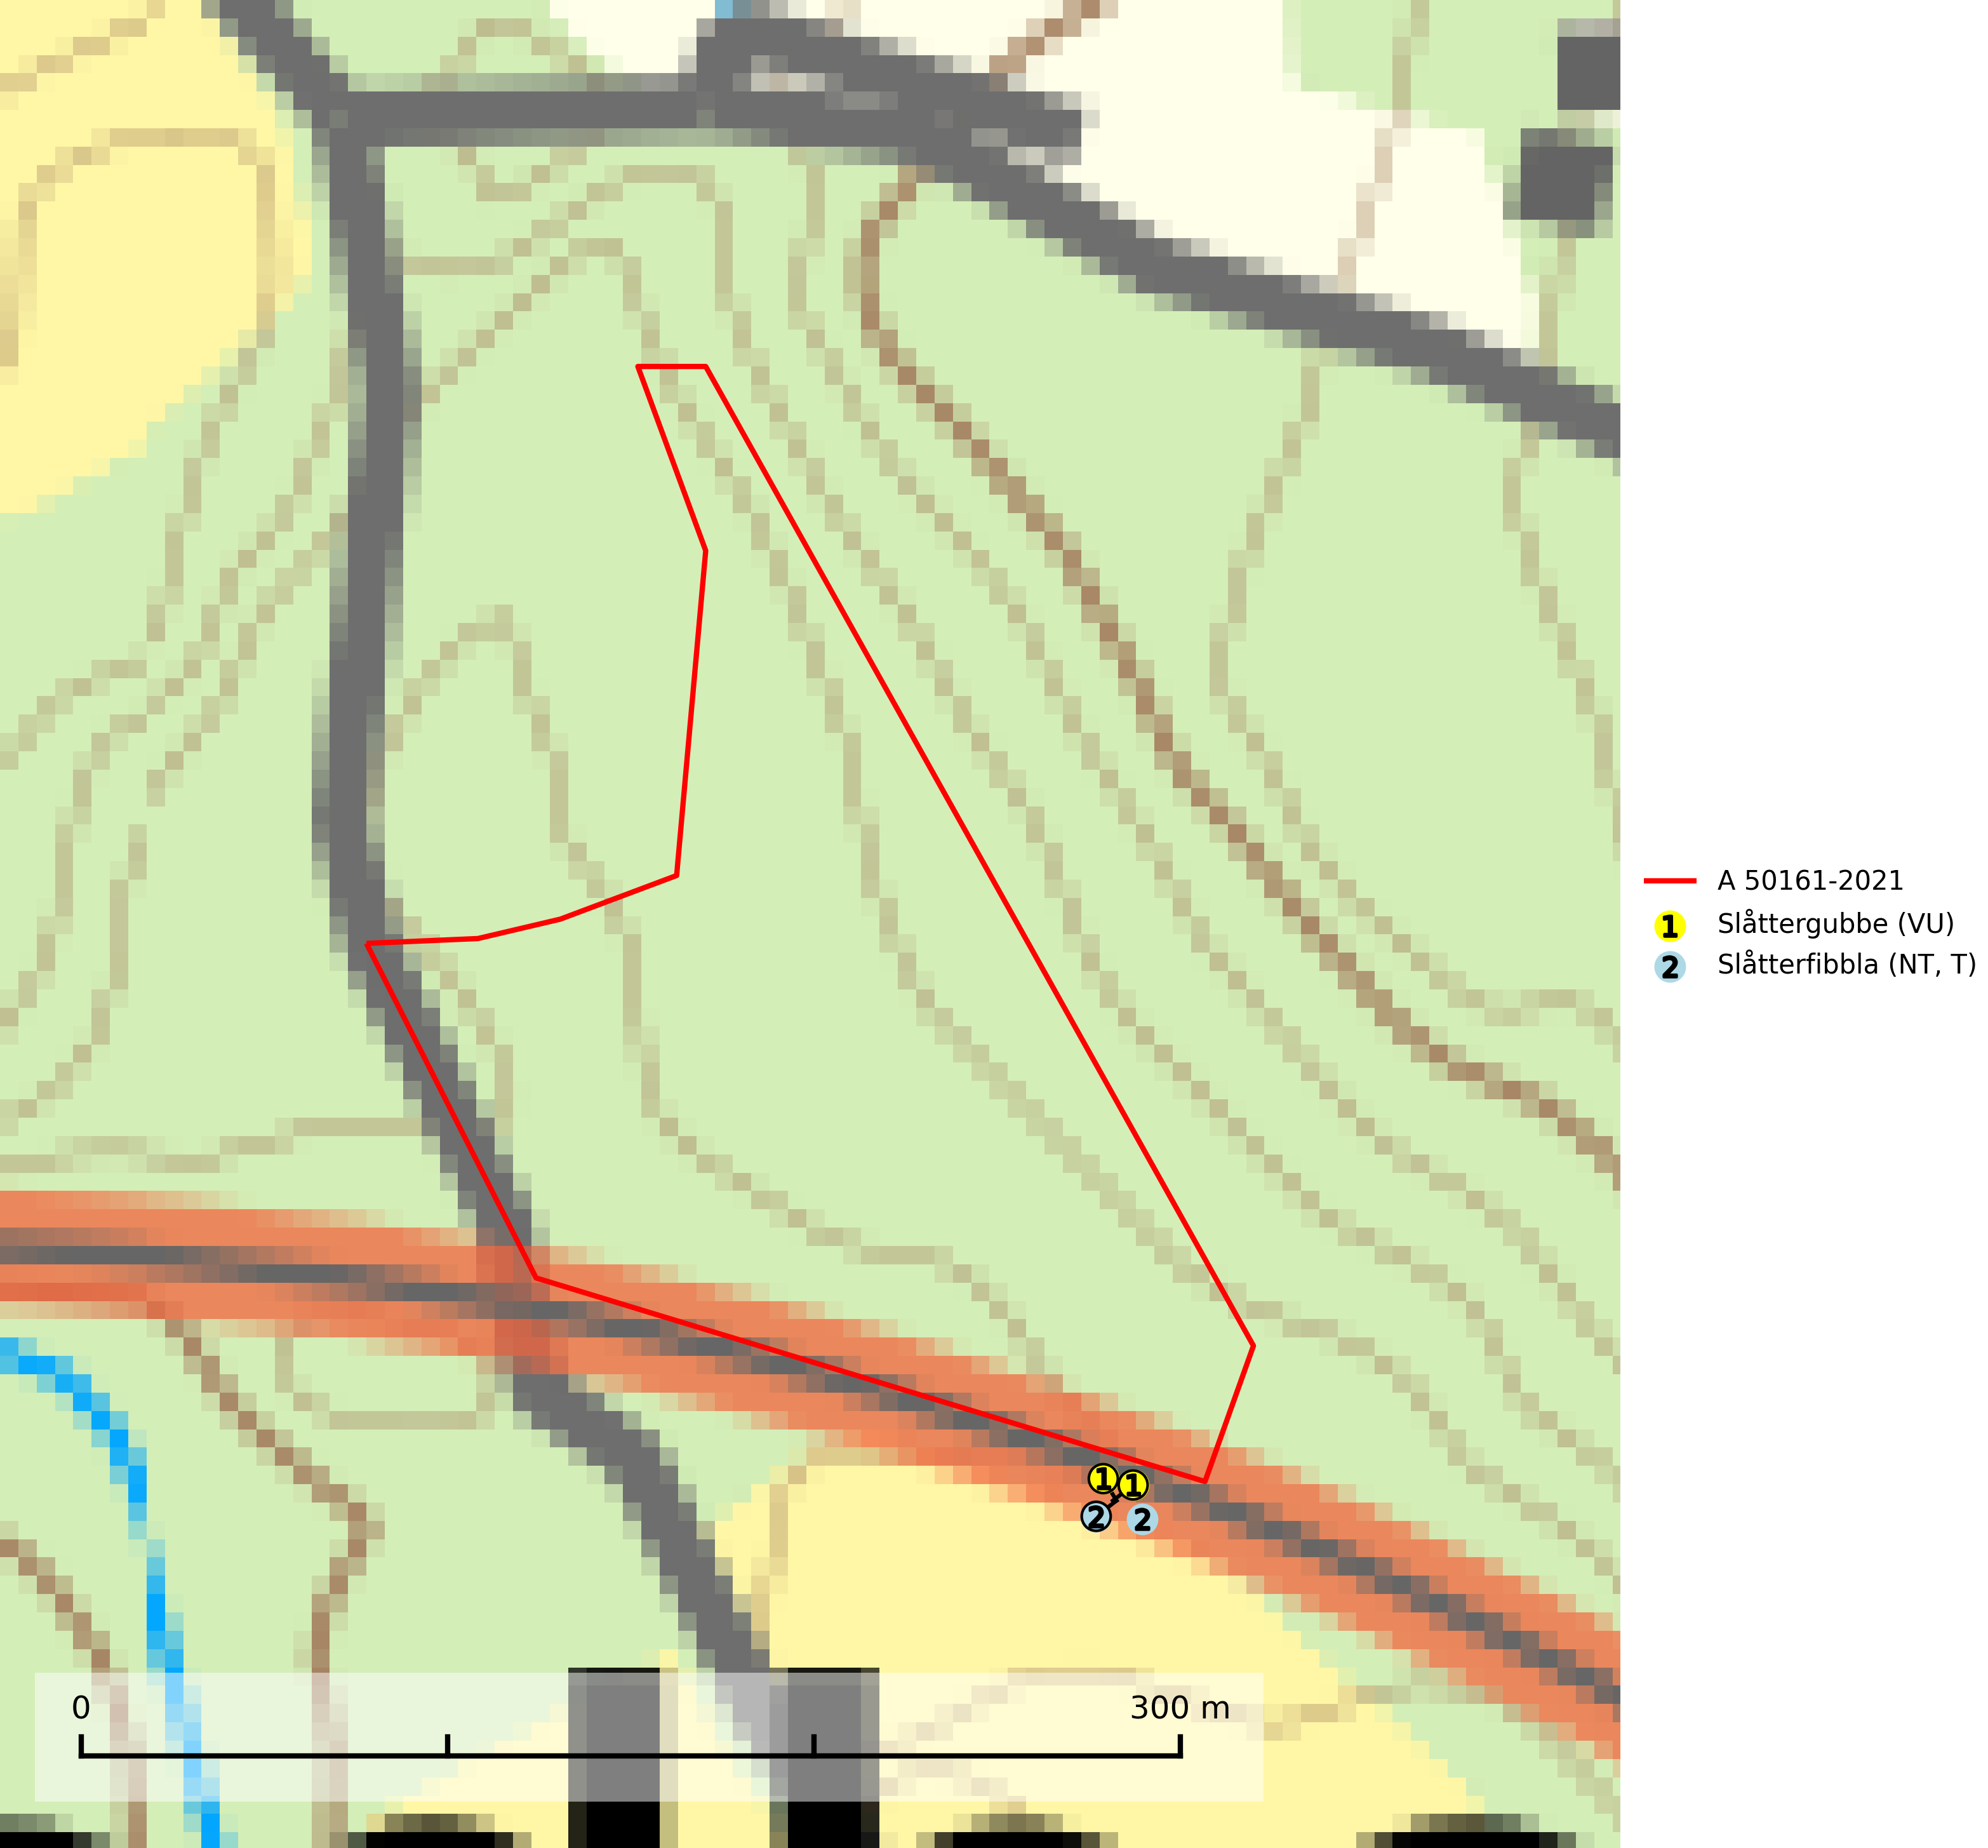 A 50161-2021
1 Slåttergubbe (VU)
2 Slåtterfibbla (NT, T)
1 1
2 2
0 300 m